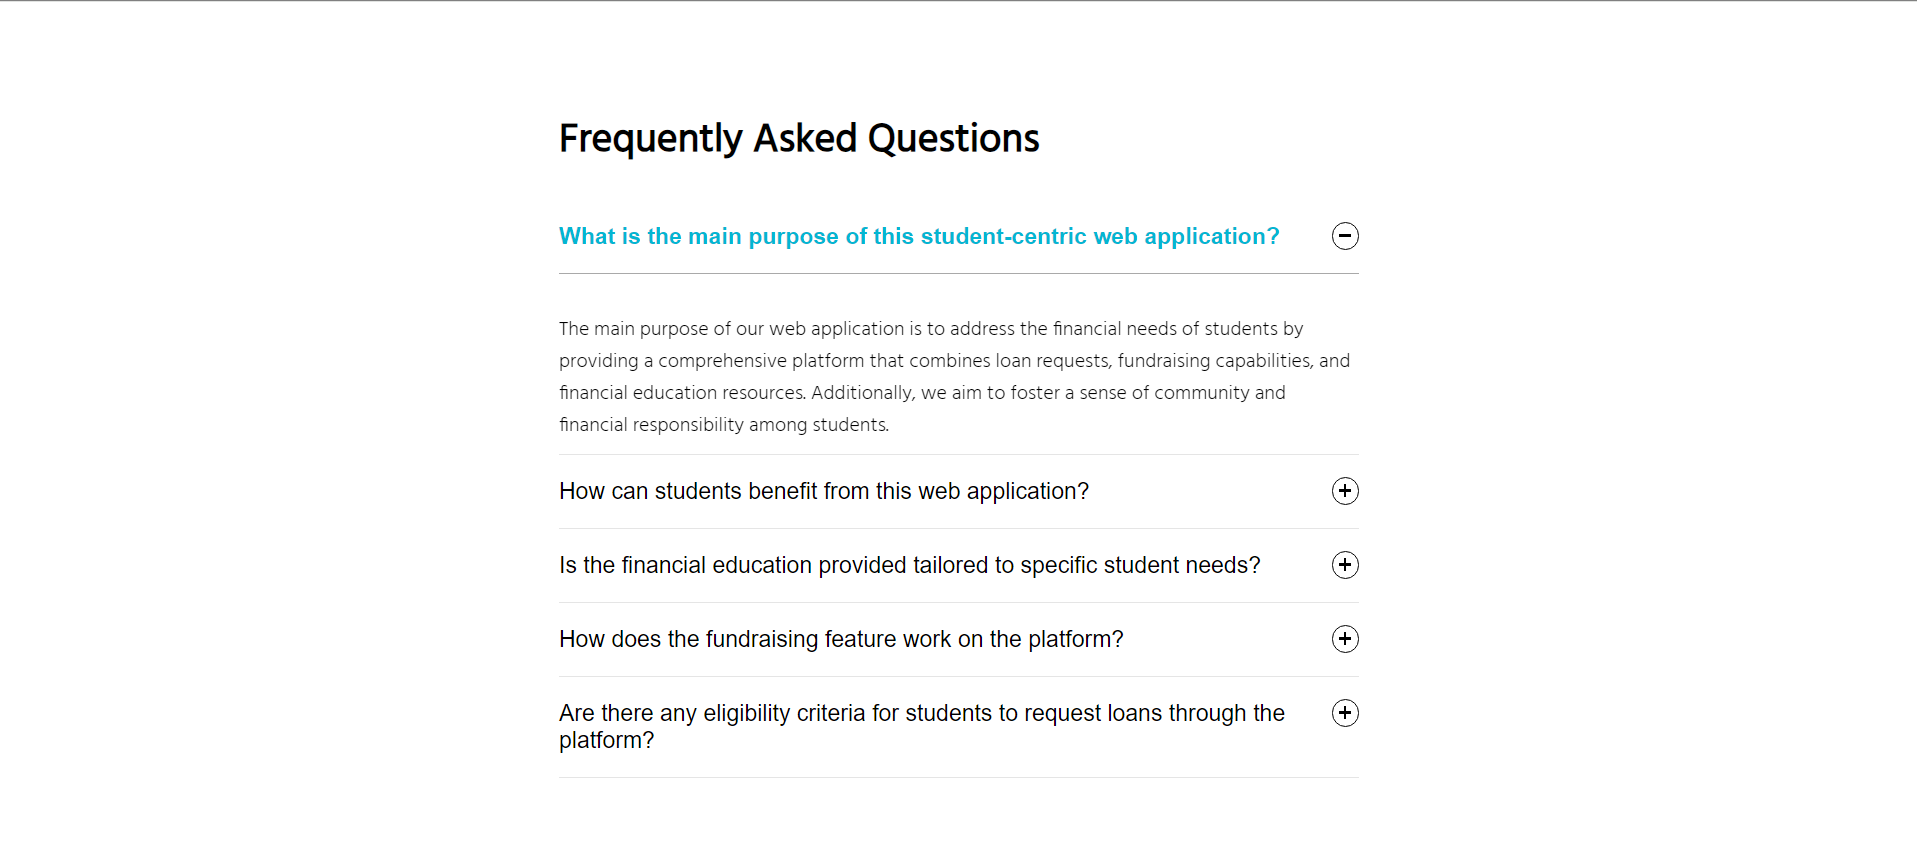 Frequently Asked Questions
What is the main purpose of this student-centric web application?
The main purpose of our web application is to address the financial needs of students by
providing a comprehensive platform that combines loan requests, fundraising capabilities, and
financial education resources. Additionally, we aim to foster a sense of community and
financial responsibility among students.
How can students benefit from this web application?
Is the financial education provided tailored to specific student needs?
How does the fundraising feature work on the platform?
Are there any eligibility criteria for students to request loans through the
platform?